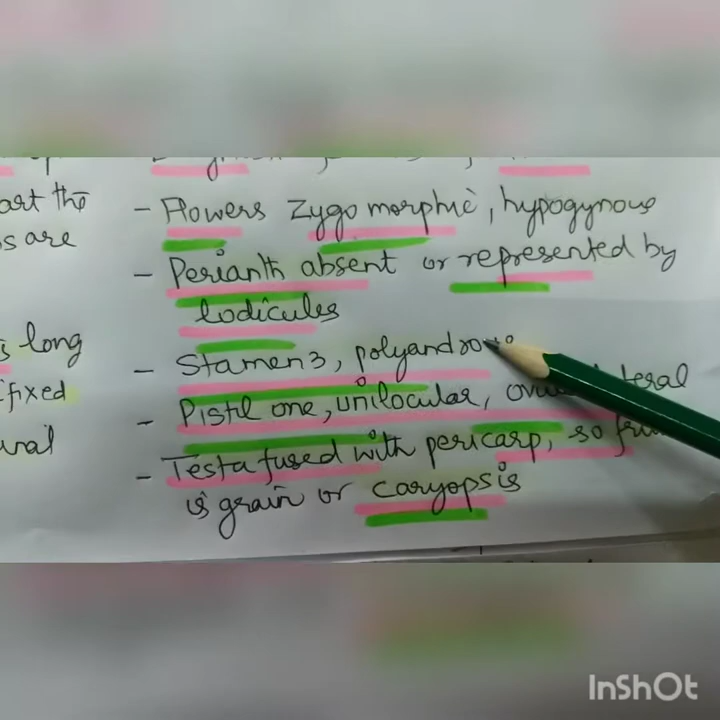 art the
- Flowers Zygomorphic, hypogynous
s are
- Perianth absent or represented by
lodicules
s long
- Stamen 3, polyandrous
fixed
- Pistil one, unilocular,
- Testa fused with pericarp, so
is grain or caryopsis
InShOt